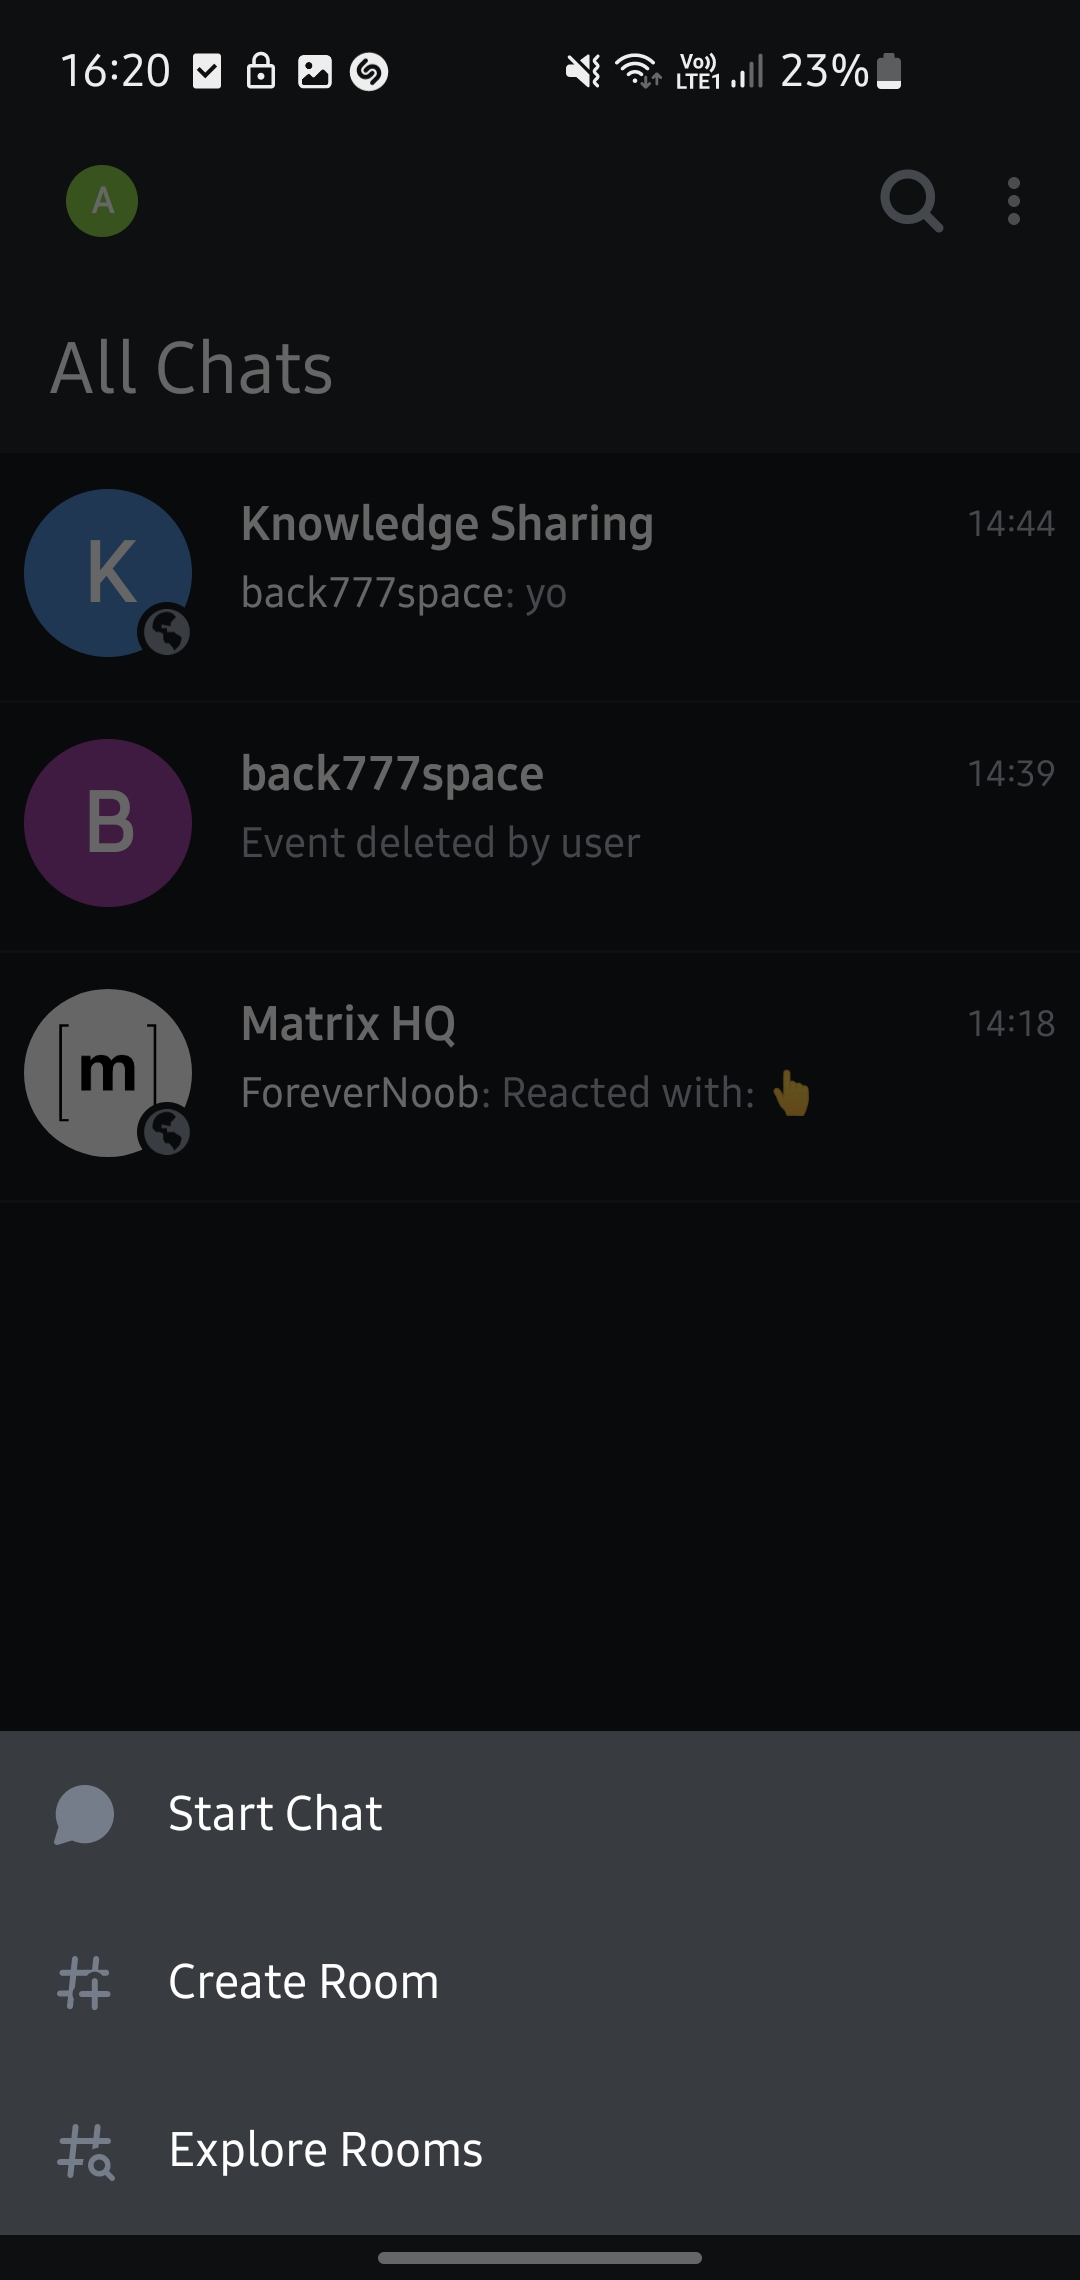 16:20 Vo)) LTE1 23%
A
All Chats
K Knowledge Sharing 14:44
back777space: yo
B back777space 14:39
Event deleted by user
[m] Matrix HQ 14:18
ForeverNoob: Reacted with: 👆
Start Chat
Create Room
Explore Rooms